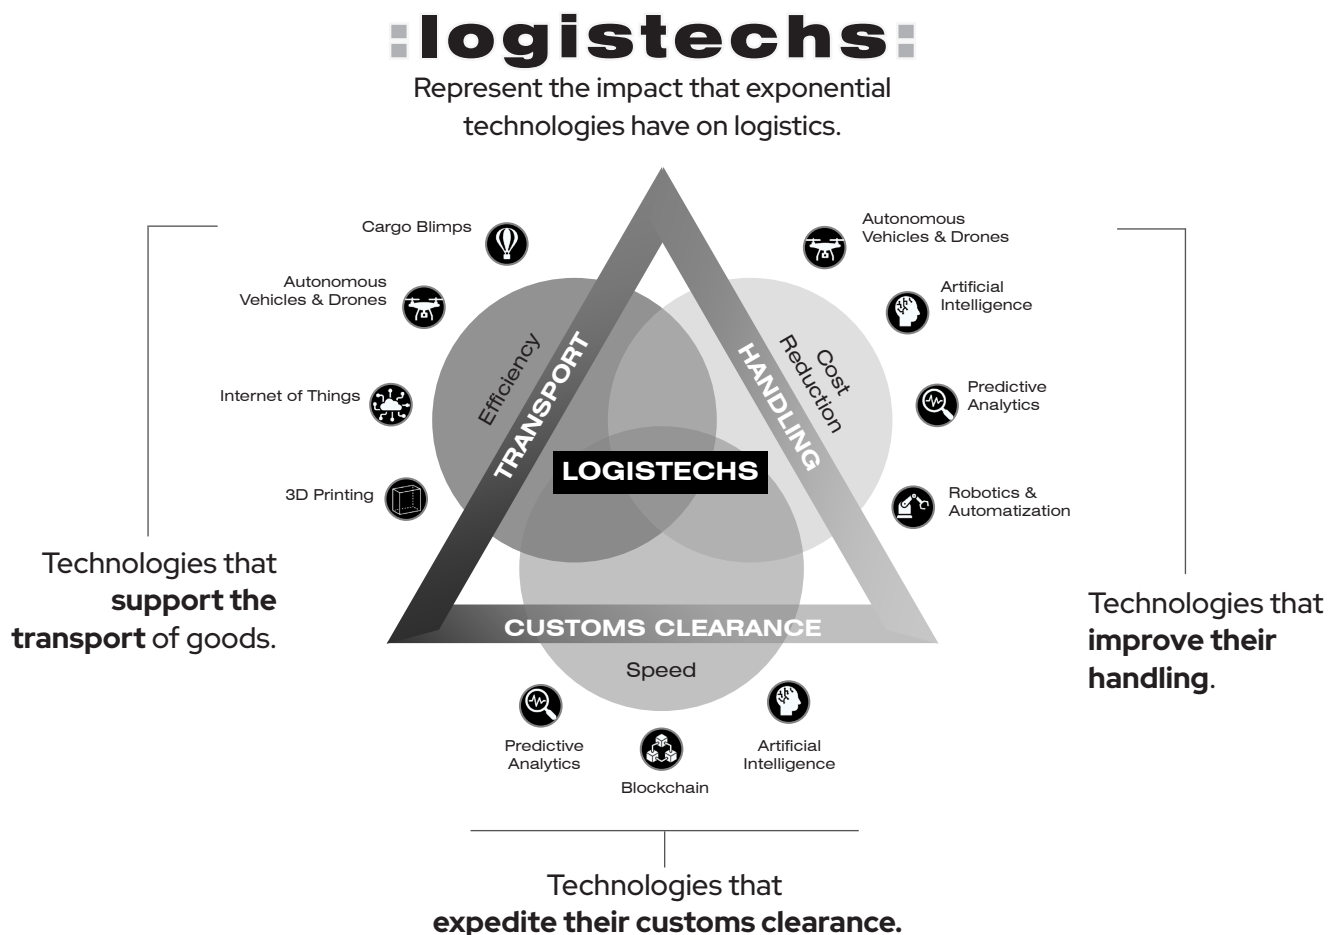 logistechs
Represent the impact that exponential
technologies have on logistics.
Cargo Blimps
Autonomous
Vehicles & Drones
Internet of Things
3D Printing
Technologies that
support the
transport of goods.
Efficiency
TRANSPORT
LOGISTECHS
HANDLING
Cost
Reduction
Autonomous
Vehicles & Drones
Artificial
Intelligence
Predictive
Analytics
Robotics &
Automatization
Technologies that
improve their
handling.
CUSTOMS CLEARANCE
Speed
Predictive
Analytics
Blockchain
Artificial
Intelligence
Technologies that
expedite their customs clearance.